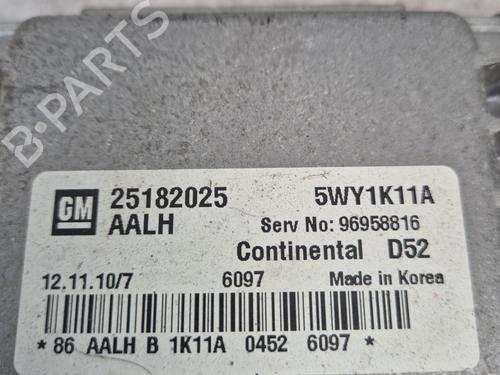 GM 25182025 5WY1K11A
AALH Serv No: 96958816
Continental D52
12.11.10/7 6097 Made in Korea
* 86 AALH B 1K11A 0452 6097 *
B-PARTS